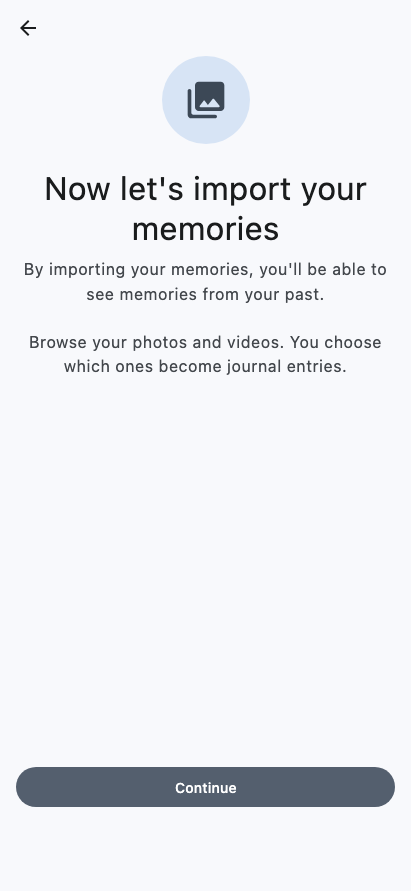 Now let's import your
memories
By importing your memories, you'll be able to
see memories from your past.
Browse your photos and videos. You choose
which ones become journal entries.
Continue